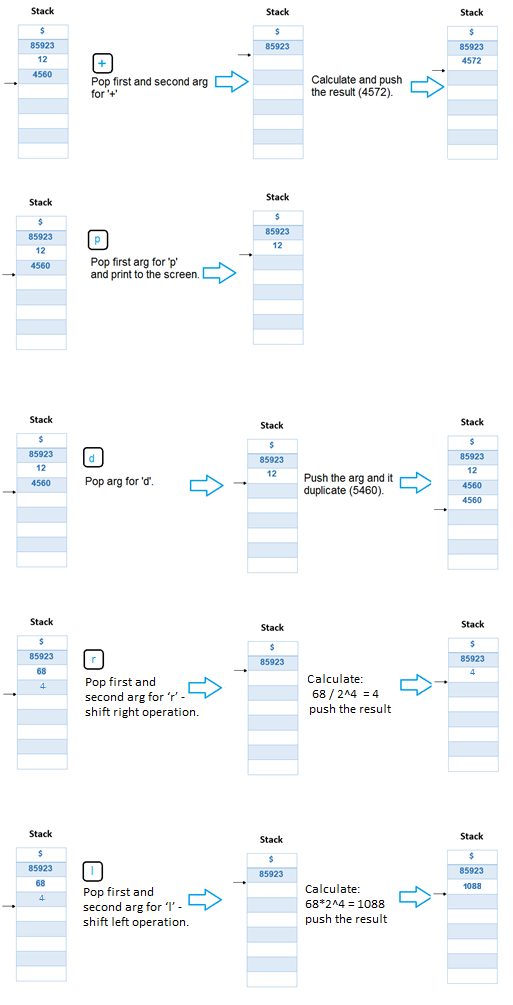 Stack
$
85923
12
4560
+
Pop first and second arg
for '+'
Stack
$
85923
Calculate and push
the result (4572).
Stack
$
85923
4572
Stack
$
85923
12
4560
p
Pop first arg for 'p'
and print to the screen.
Stack
$
85923
12
Stack
$
85923
12
4560
d
Pop arg for 'd'.
Stack
$
85923
12
Push the arg and it
duplicate (5460).
Stack
$
85923
12
4560
4560
Stack
$
85923
68
4
r
Pop first and
second arg for ‘r’ -
shift right operation.
Stack
$
85923
Calculate:
68 / 2^4 = 4
push the result
Stack
$
85923
4
Stack
$
85923
68
4
l
Pop first and
second arg for ‘l’ -
shift left operation.
Stack
$
85923
Calculate:
68*2^4 = 1088
push the result
Stack
$
85923
1088